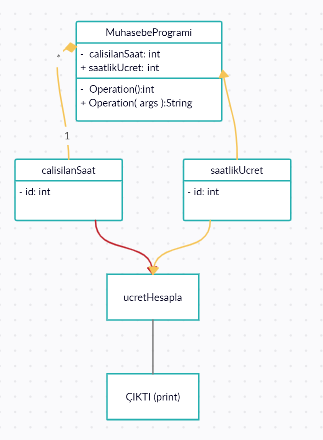 MuhasebeProgrami
- calisilanSaat: int
+ saatlikUcret: int
- Operation():int
+ Operation( args ):String
*
1
calisilanSaat
- id: int
saatlikUcret
- id: int
ucretHesapla
ÇIKTI (print)